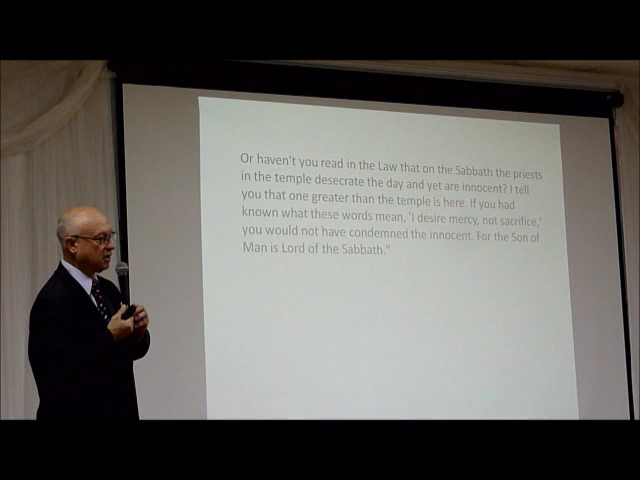 Or haven't you read in the Law that on the Sabbath the priests
in the temple desecrate the day and yet are innocent? I tell
you that one greater than the temple is here. If you had
known what these words mean, 'I desire mercy, not sacrifice,'
you would not have condemned the innocent. For the Son of
Man is Lord of the Sabbath."